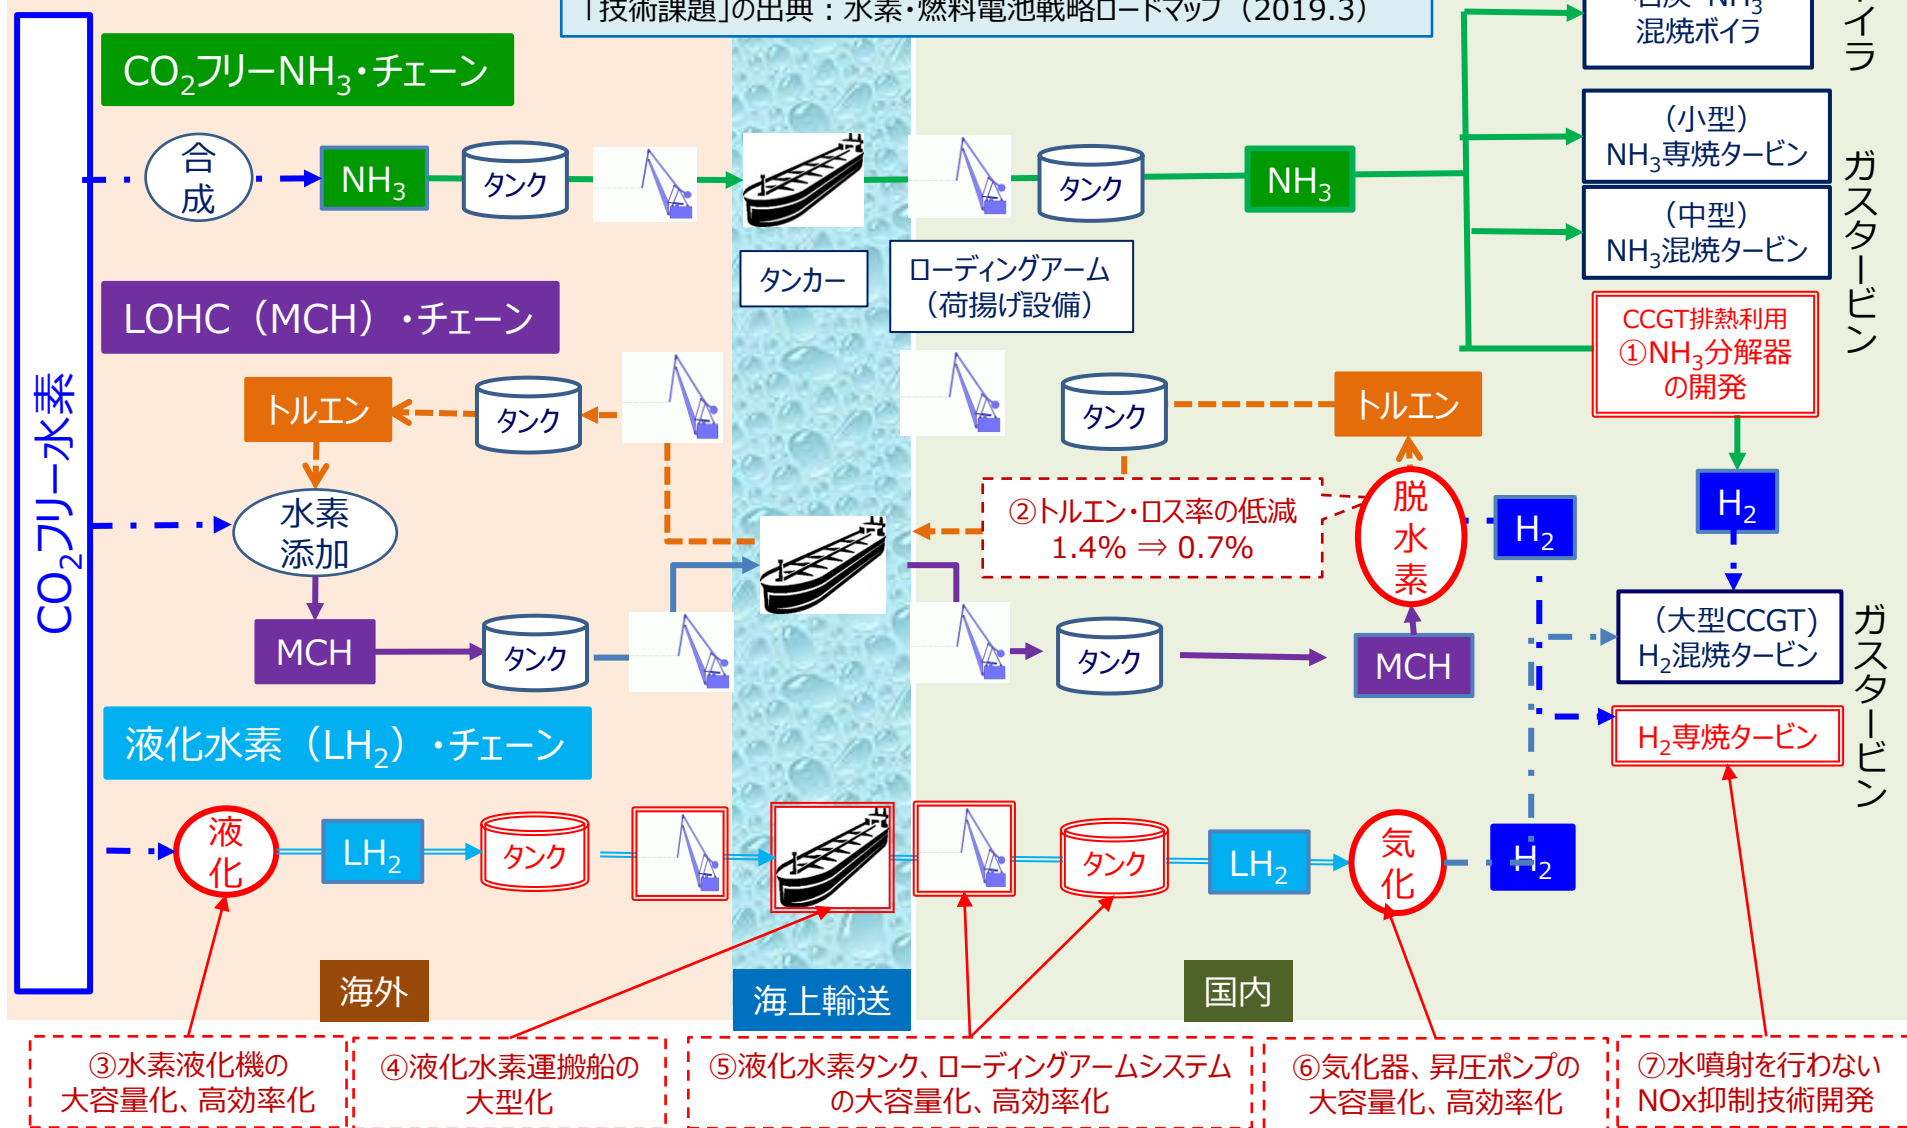 「技術課題」の出典：水素・燃料電池戦略ロードマップ（2019.3）
混焼ボイラ
イラ
CO₂フリーNH₃・チェーン
合
成
NH₃
タンク
タンク
NH₃
（小型）
NH₃専焼タービン
（中型）
NH₃混焼タービン
ガスタービン
タンカー
ローディングアーム
（荷揚げ設備）
LOHC（MCH）・チェーン
CCGT排熱利用
①NH₃分解器
の開発
CO₂フリー水素
トルエン
タンク
タンク
トルエン
水素
添加
②トルエン・ロス率の低減
1.4% ⇒ 0.7%
脱
水
素
H₂
H₂
MCH
タンク
タンク
MCH
（大型CCGT)
H₂混焼タービン
ガスタービン
液化水素（LH₂）・チェーン
H₂専焼タービン
液
化
LH₂
タンク
タンク
LH₂
気
化
H₂
海外
海上輸送
国内
③水素液化機の
大容量化、高効率化
④液化水素運搬船の
大型化
⑤液化水素タンク、ローディングアームシステム
の大容量化、高効率化
⑥気化器、昇圧ポンプの
大容量化、高効率化
⑦水噴射を行わない
NOx抑制技術開発